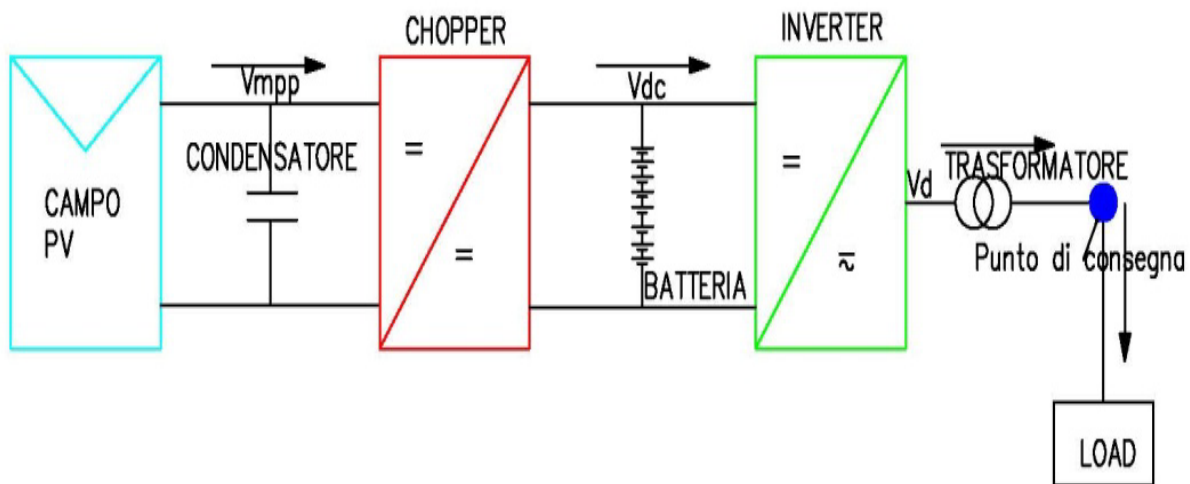 CHOPPER
INVERTER
Vmpp
Vdc
CONDENSATORE
TRASFORMATORE
CAMPO
PV
Vd
Punto di consegna
BATTERIA
LOAD